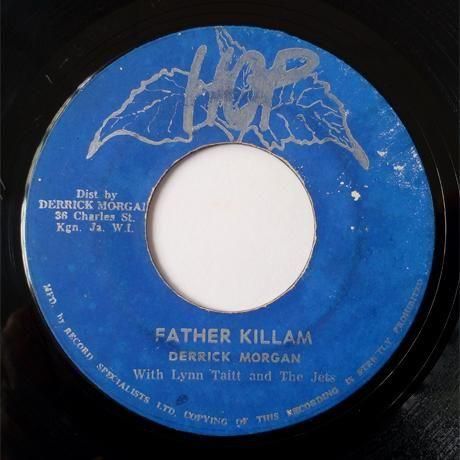 HOP
Dist by
DERRICK MORGAN
36 Charles St.
Kgn. Ja. W.I.
FATHER KILLAM
DERRICK MORGAN
With Lynn Taitt and The Jets
MFD. by RECORD SPECIALISTS LTD. COPYING OF THIS RECORDING IS STRICTLY PROHIBITED